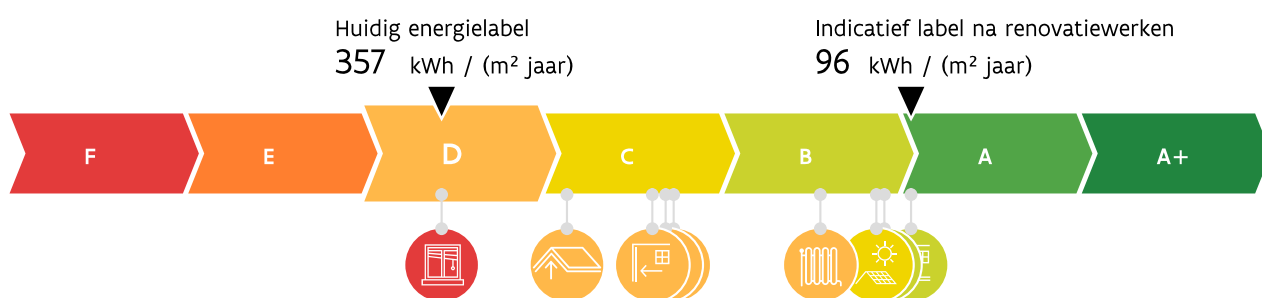 Huidig energielabel
357 kWh / (m² jaar)
Indicatief label na renovatiewerken
96 kWh / (m² jaar)
F E D C B A A+